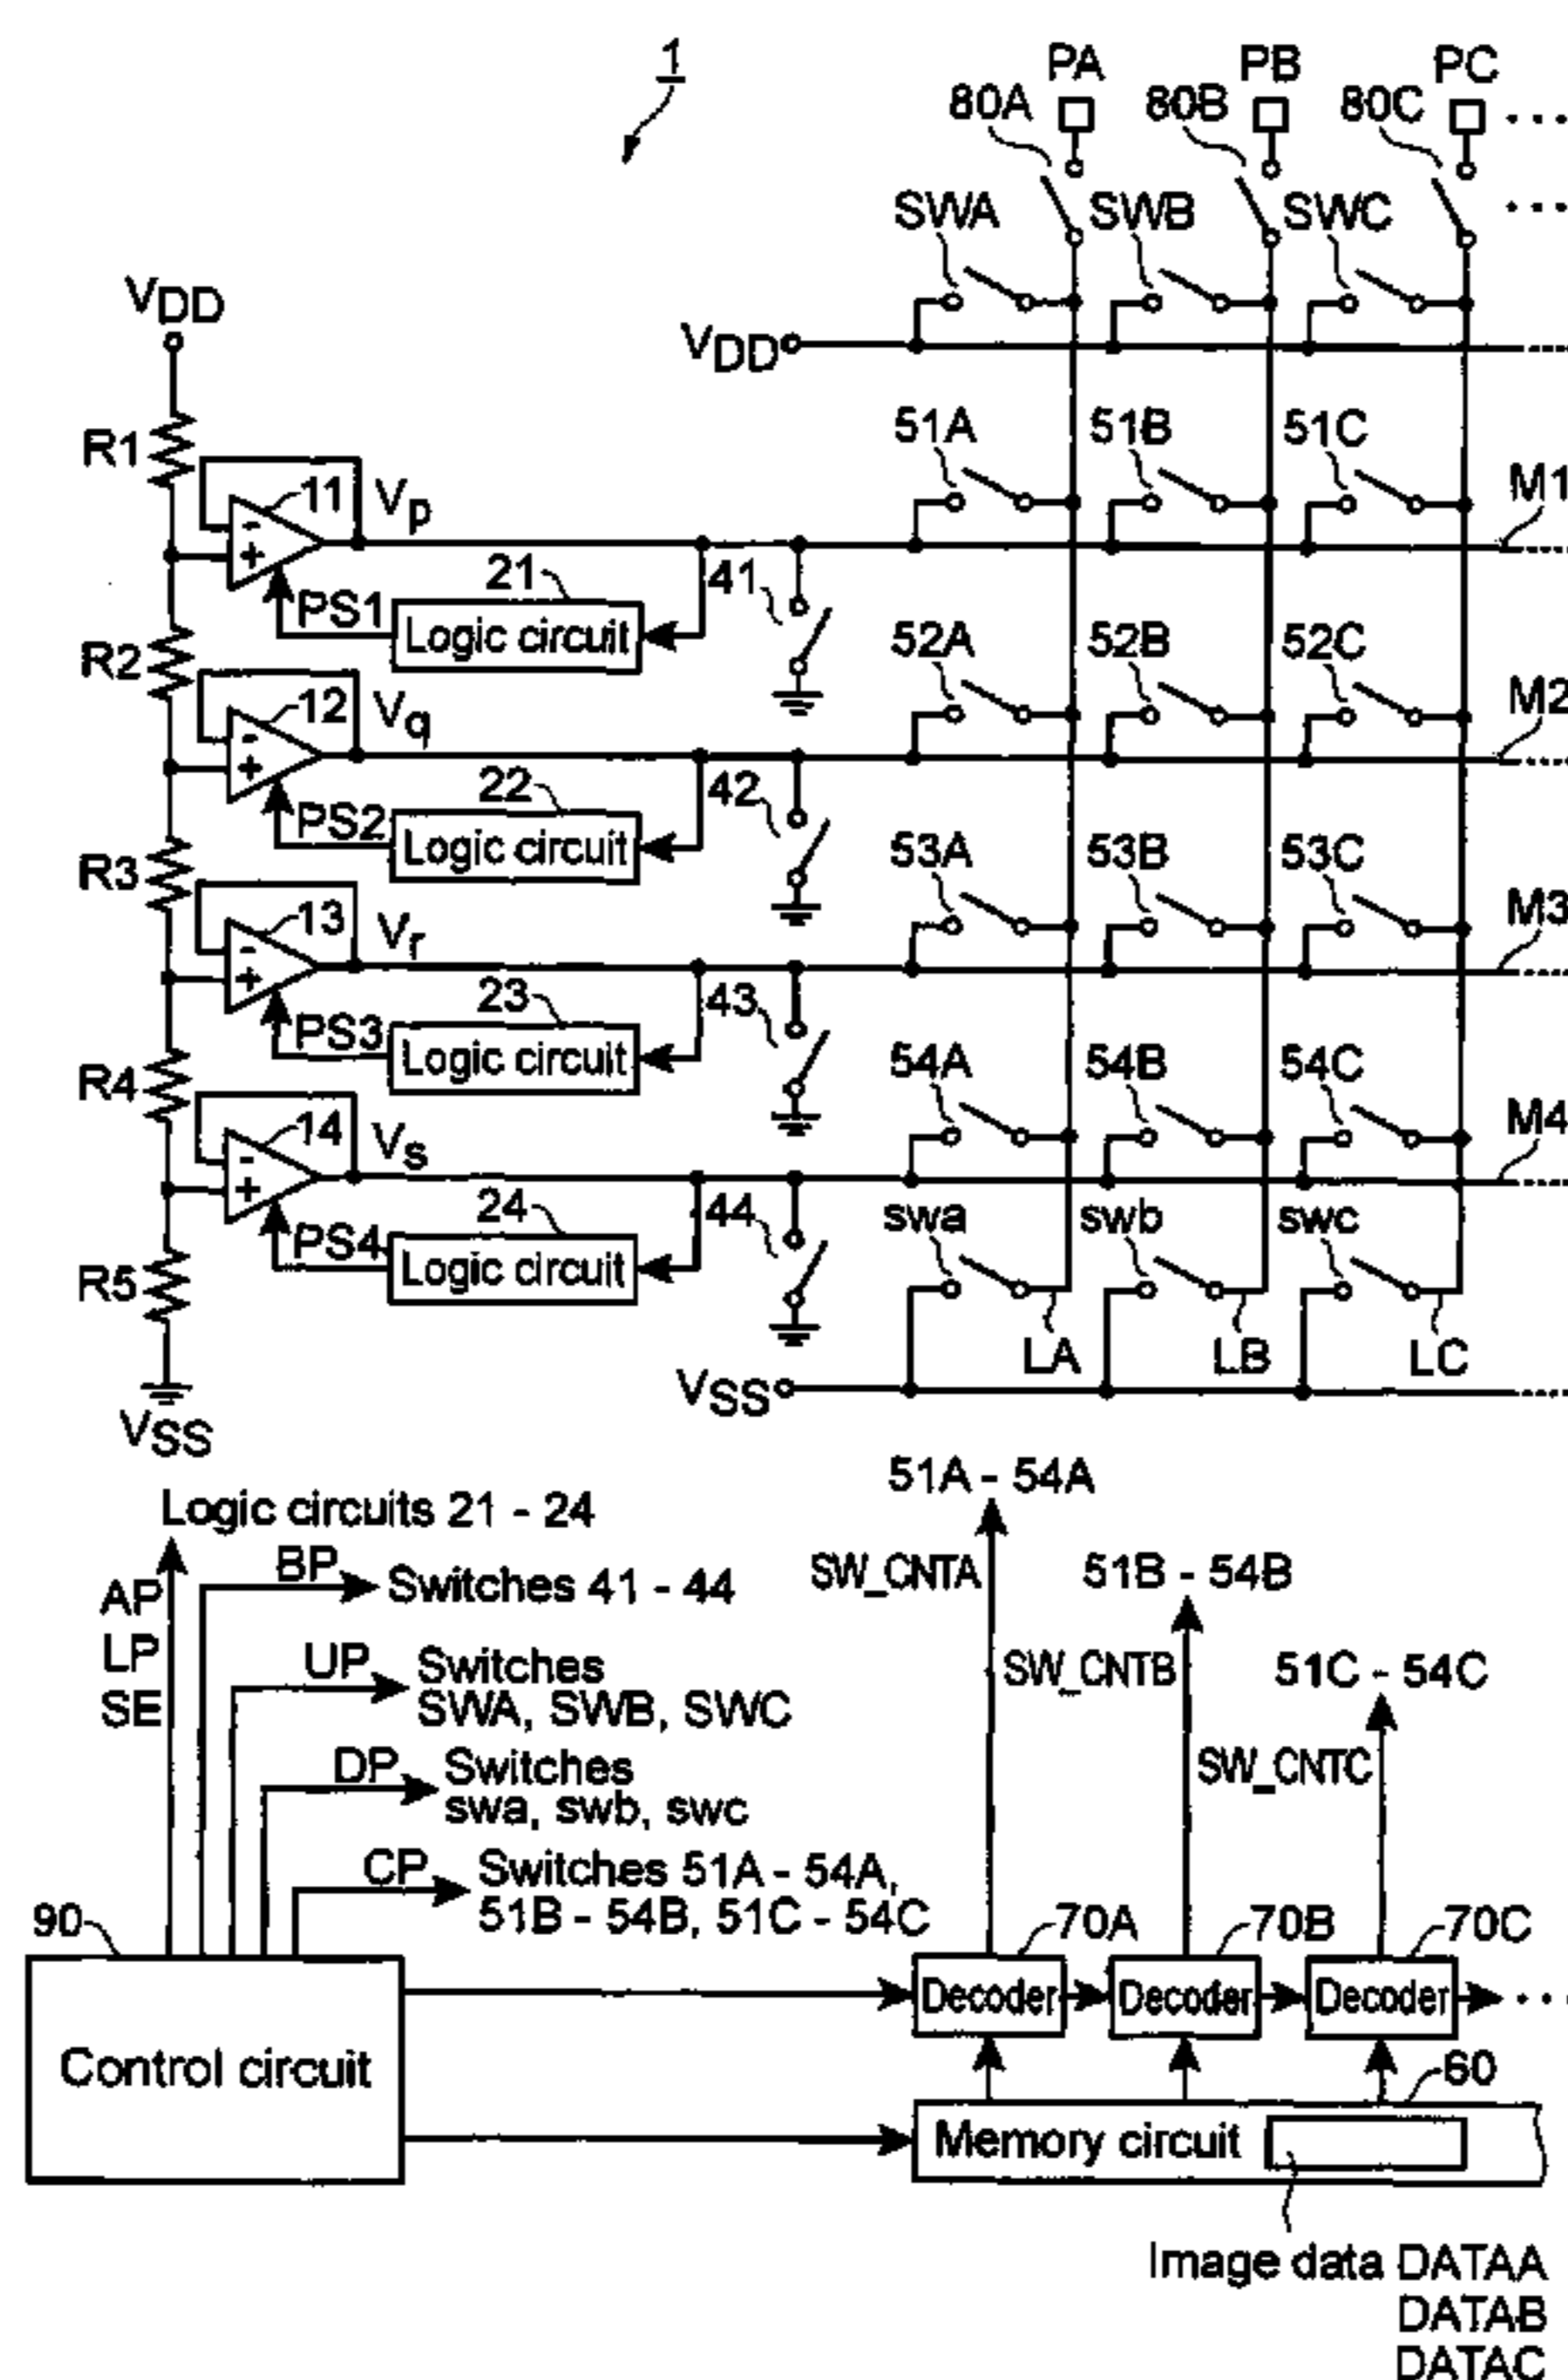 1
PA PB PC
80A 80B 80C
SWA SWB SWC
VDD
VDD
51A 51B 51C
M1
R1
11
Vp
21
41
PS1
Logic circuit
52A 52B 52C
M2
R2
12
Vq
22
42
PS2
Logic circuit
53A 53B 53C
M3
R3
13
Vr
23
43
PS3
Logic circuit
54A 54B 54C
M4
R4
14
Vs
24
44
PS4
Logic circuit
swa swb swc
R5
LA LB LC
VSS
VSS
51A - 54A
Logic circuits 21 - 24
BP
Switches 41 - 44
SW_CNTA
51B - 54B
AP
LP
SE
UP
Switches
SWA, SWB, SWC
SW_CNTB
51C - 54C
DP
Switches
swa, swb, swc
SW_CNTC
CP
Switches 51A - 54A,
51B - 54B, 51C - 54C
90
70A 70B 70C
Decoder Decoder Decoder
Control circuit
60
Memory circuit
Image data DATAA
DATAB
DATAC